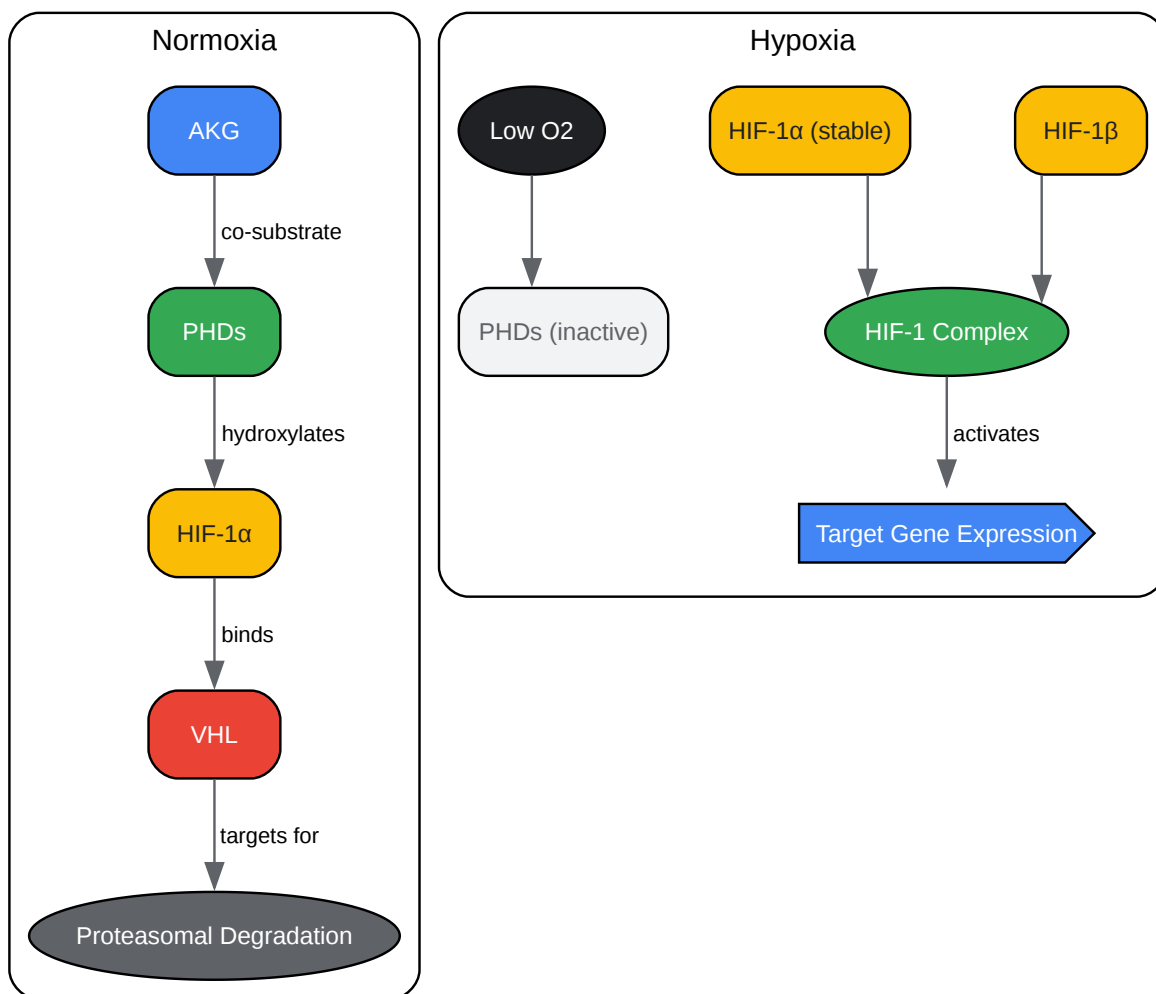 Normoxia
AKG
co-substrate
PHDs
hydroxylates
HIF-1α
binds
VHL
targets for
Proteasomal Degradation
Hypoxia
Low O2
HIF-1α (stable)
HIF-1β
PHDs (inactive)
HIF-1 Complex
activates
Target Gene Expression